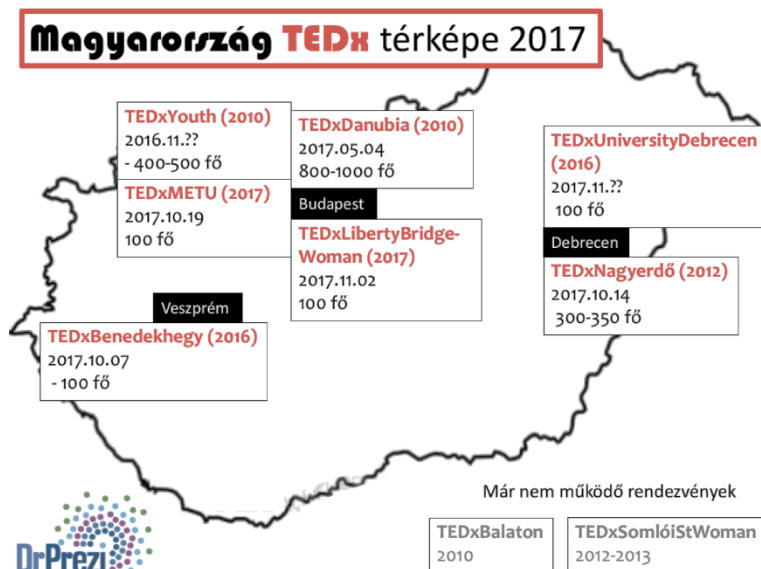 Magyarország TEDx térképe 2017
TEDxYouth (2010)
2016.11.??
- 400-500 fő
TEDxMETU (2017)
2017.10.19
100 fő
TEDxDanubia (2010)
2017.05.04
800-1000 fő
Budapest
TEDxLibertyBridge-
Woman (2017)
2017.11.02
100 fő
TEDxUniversityDebrecen
(2016)
2017.11.??
100 fő
Debrecen
TEDxNagyerdő (2012)
2017.10.14
300-350 fő
Veszprém
TEDxBenedekhegy (2016)
2017.10.07
- 100 fő
Már nem működő rendezvények
TEDxBalaton
2010
TEDxSomlóiStWoman
2012-2013
DrPrezi